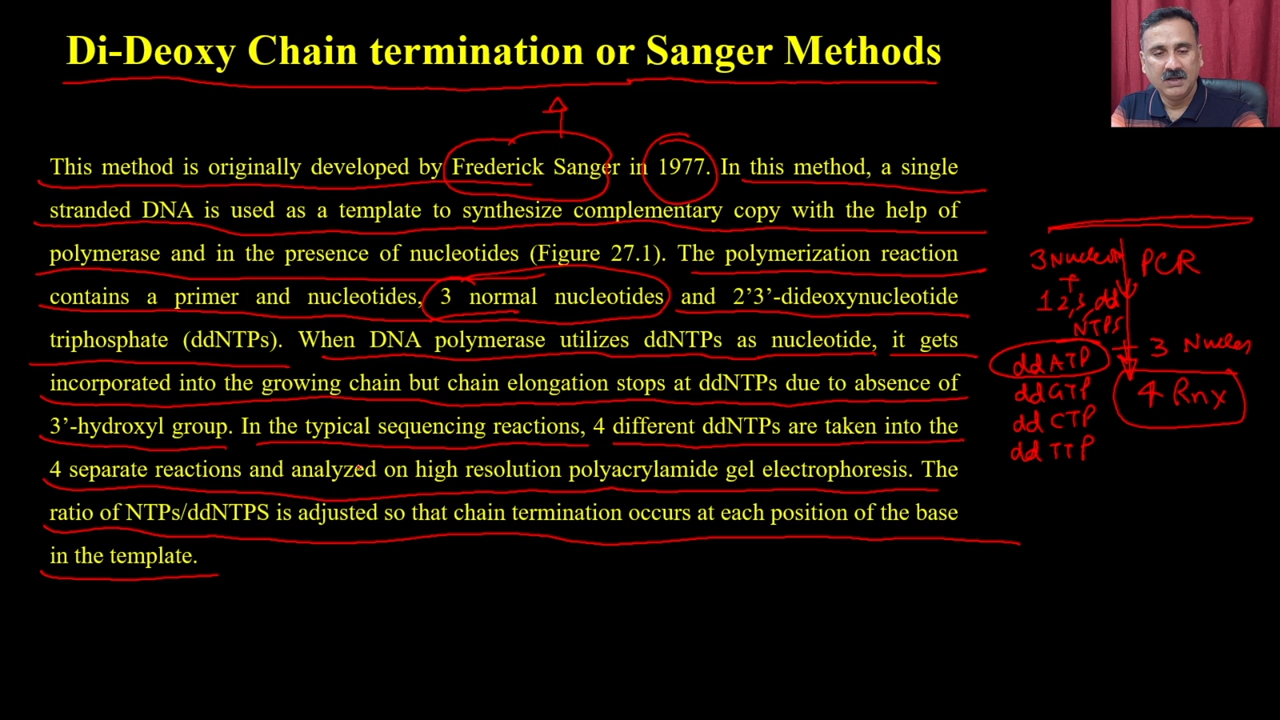 Di-Deoxy Chain termination or Sanger Methods
This method is originally developed by Frederick Sanger in 1977. In this method, a single
stranded DNA is used as a template to synthesize complementary copy with the help of
polymerase and in the presence of nucleotides (Figure 27.1). The polymerization reaction
contains a primer and nucleotides, 3 normal nucleotides and 2’3’-dideoxynucleotide
triphosphate (ddNTPs). When DNA polymerase utilizes ddNTPs as nucleotide, it gets
incorporated into the growing chain but chain elongation stops at ddNTPs due to absence of
3’-hydroxyl group. In the typical sequencing reactions, 4 different ddNTPs are taken into the
4 separate reactions and analyzed on high resolution polyacrylamide gel electrophoresis. The
ratio of NTPs/ddNTPS is adjusted so that chain termination occurs at each position of the base
in the template.
PCR
+
1 2,3,dd
NTPS
+ 3
ddATP
ddGTP
4 Rnx
ddCTP
ddTTP